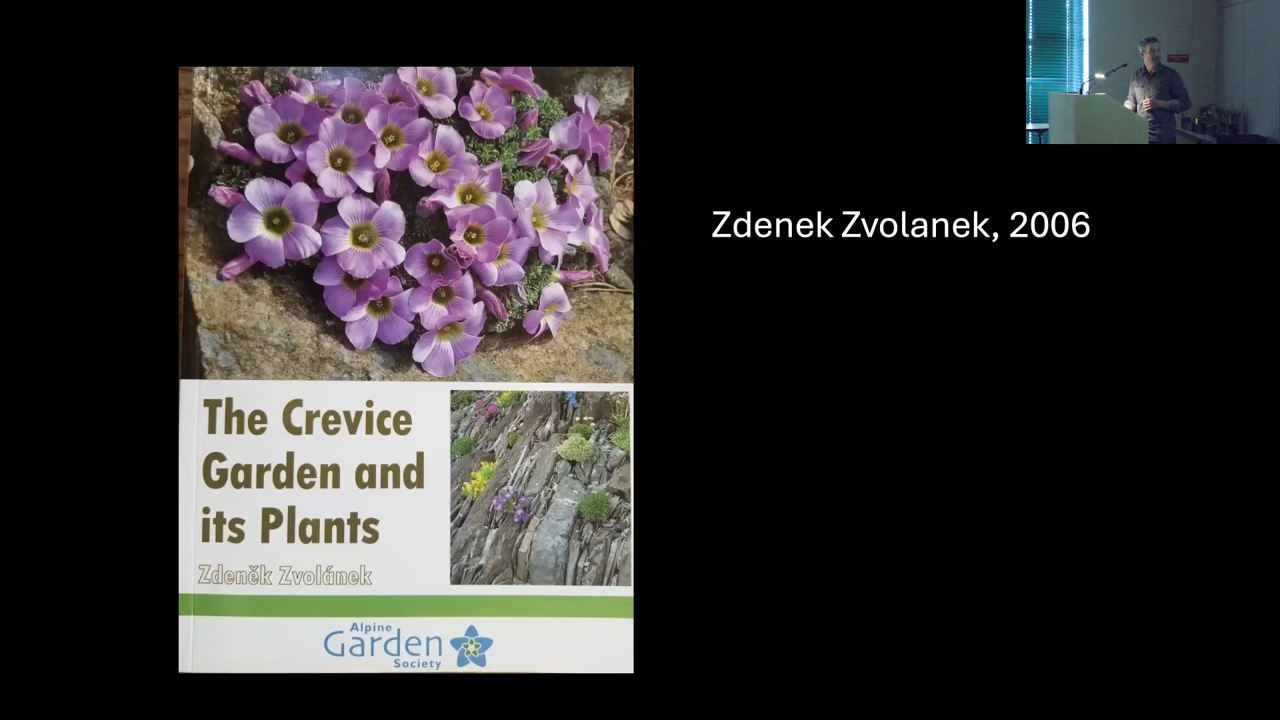 The Crevice
Garden and
its Plants
Zdeněk Zvolánek
Alpine
Garden
Society
Zdenek Zvolanek, 2006